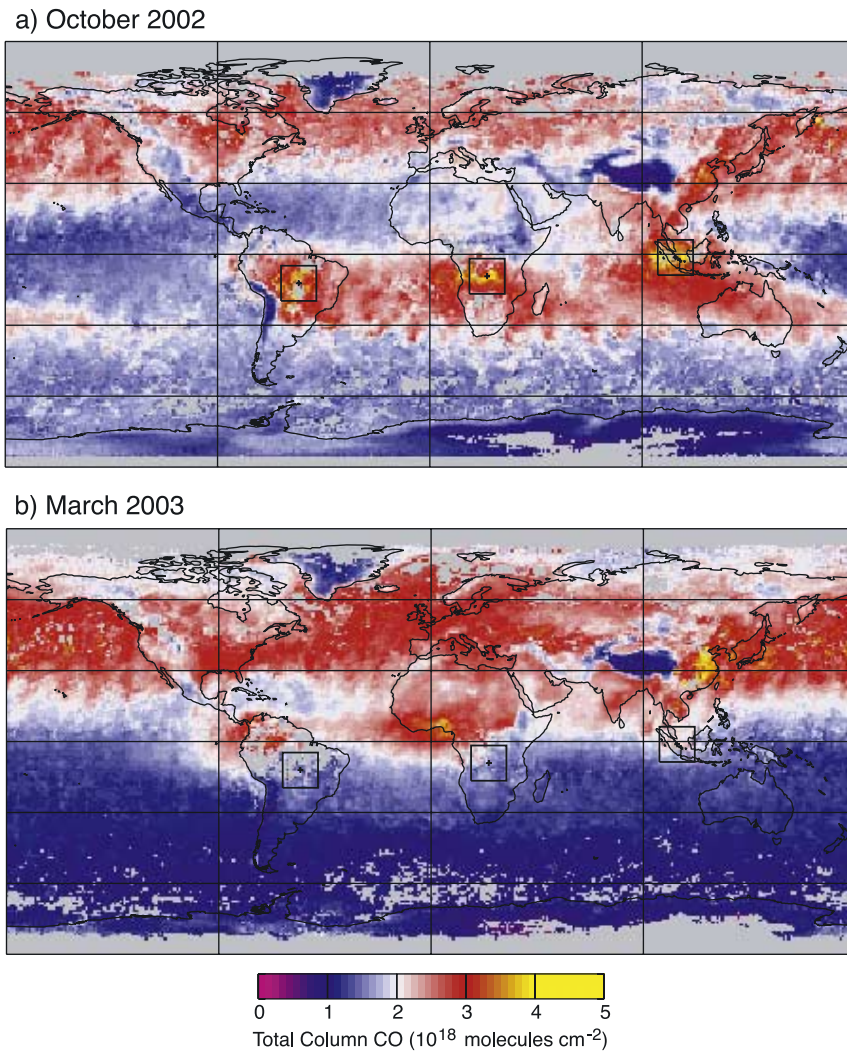 a) October 2002
b) March 2003
0 1 2 3 4 5
Total Column CO (10¹⁸ molecules cm⁻²)